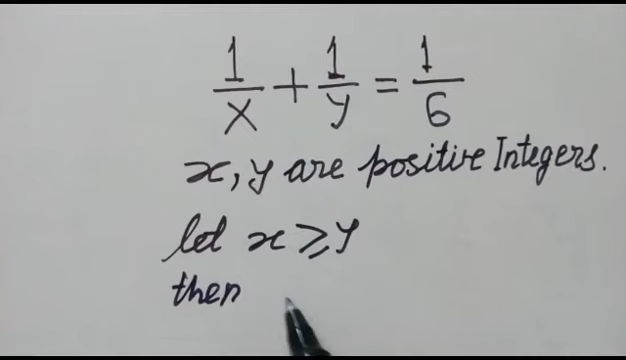 1/x + 1/y = 1/6
x, y are positive Integers.
let x ≥ y
then